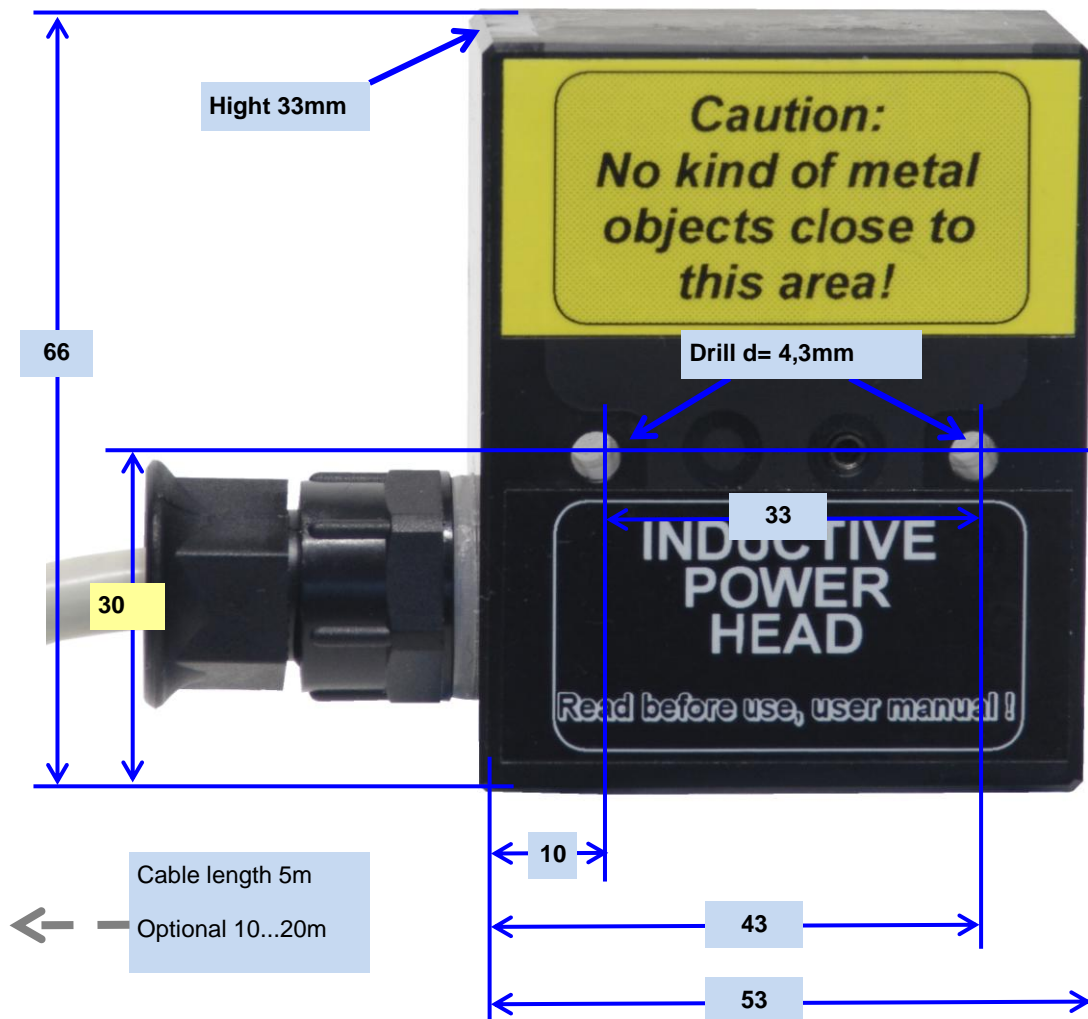 Hight 33mm
Caution:
No kind of metal
objects close to
this area!
66
Drill d= 4,3mm
33
INDUCTIVE
POWER
HEAD
30
Read before use, user manual !
10
Cable length 5m
Optional 10...20m
43
53